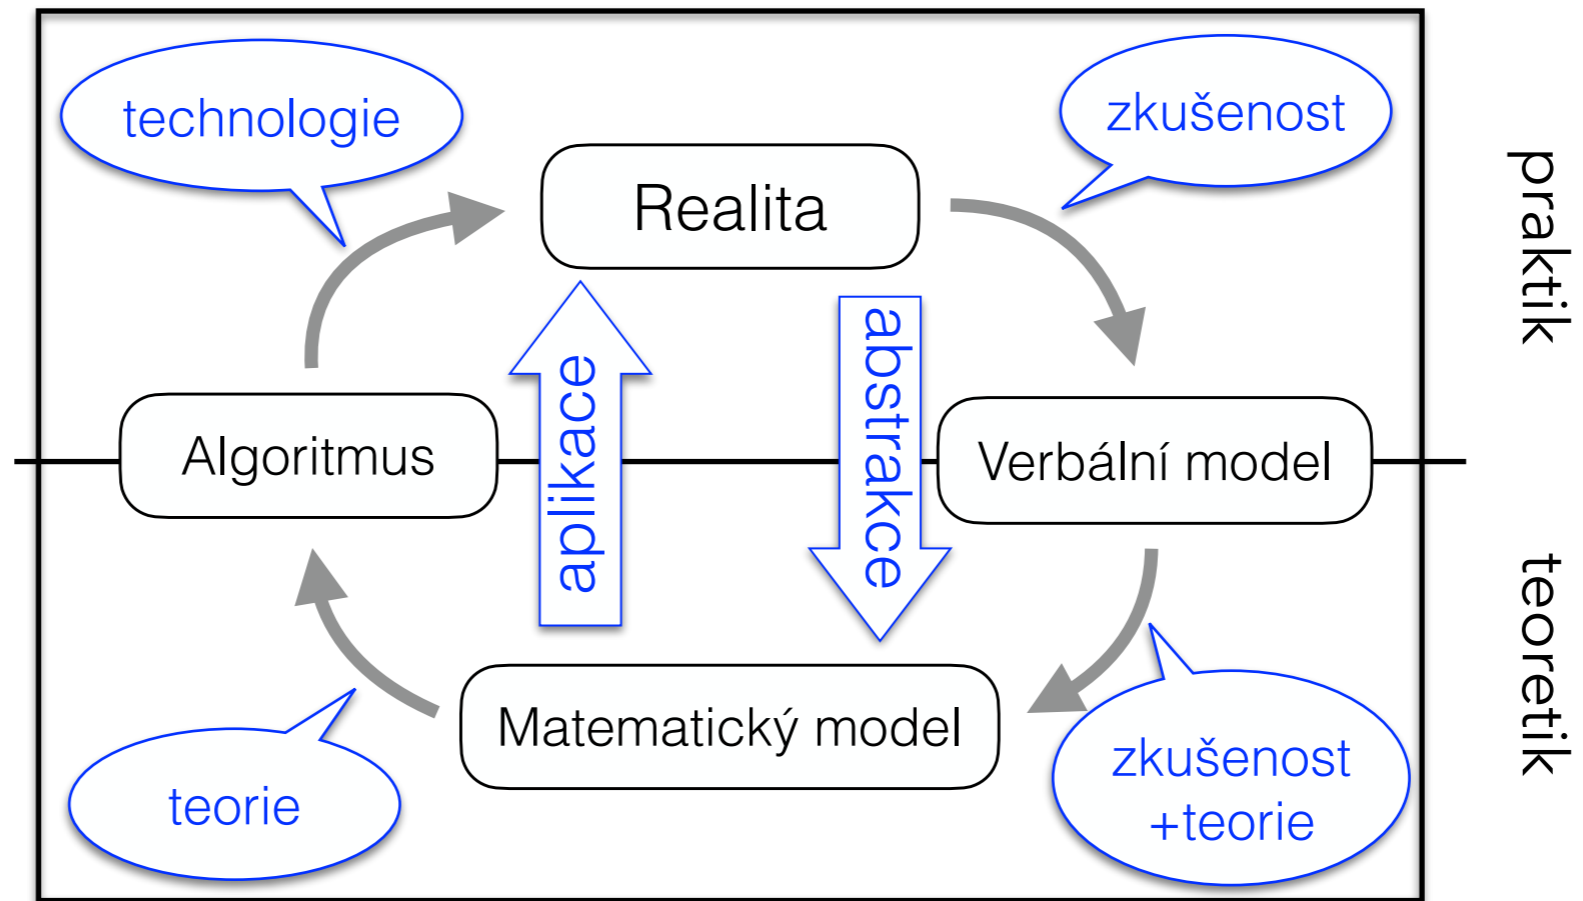 technologie
zkušenost
Realita
praktik
aplikace
abstrakce
Algoritmus
Verbální model
teoretik
Matematický model
teorie
zkušenost
+teorie